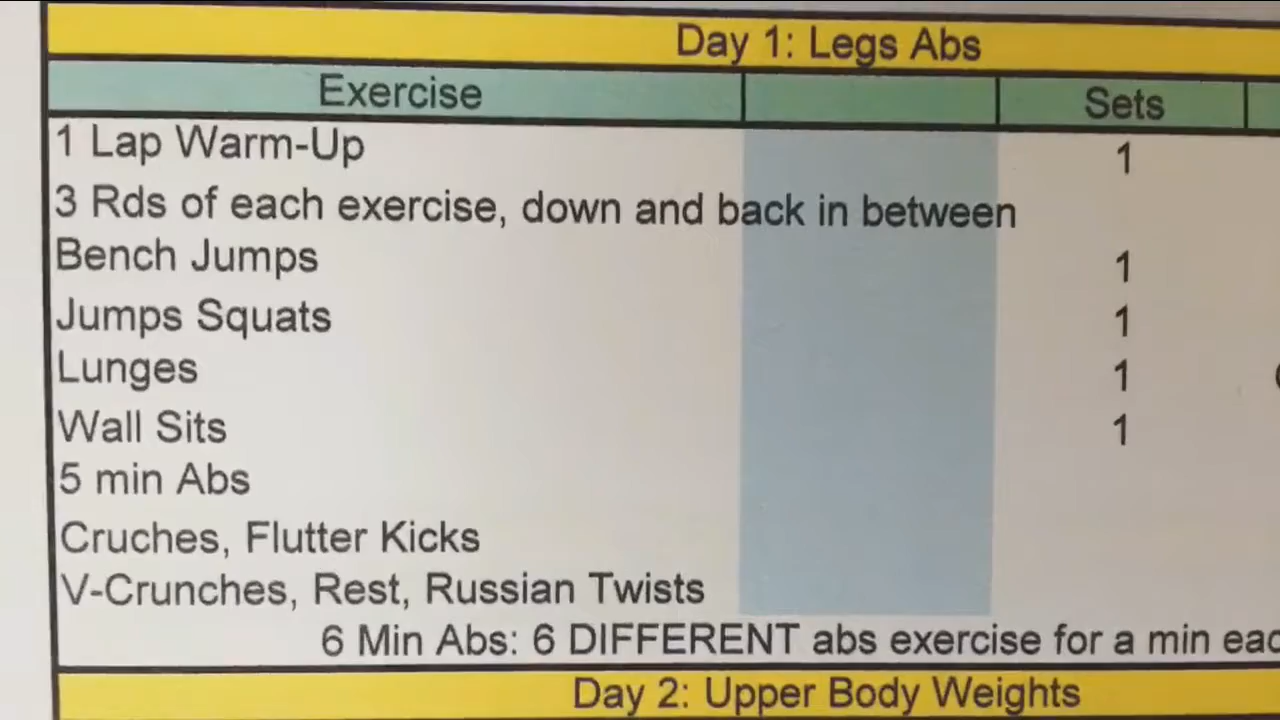 Day 1: Legs Abs
Exercise Sets
1 Lap Warm-Up 1
3 Rds of each exercise, down and back in between
Bench Jumps 1
Jumps Squats 1
Lunges 1
Wall Sits 1
5 min Abs
Cruches, Flutter Kicks
V-Crunches, Rest, Russian Twists
6 Min Abs: 6 DIFFERENT abs exercise for a min
Day 2: Upper Body Weights